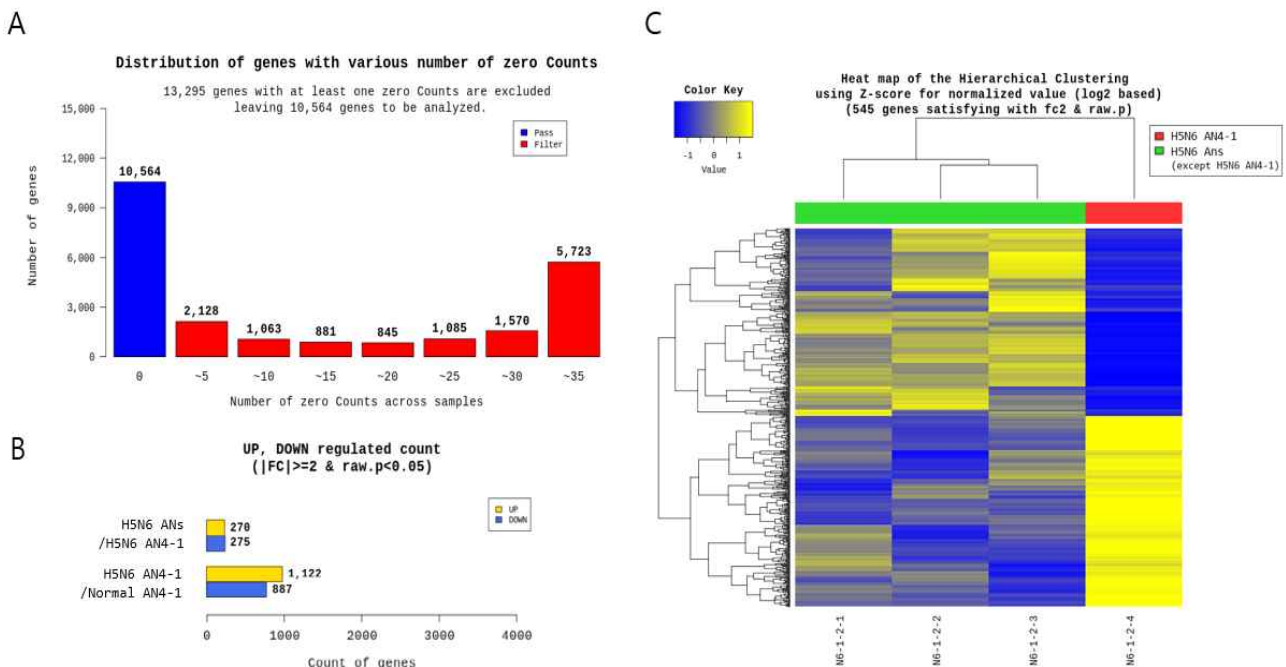 A
Distribution of genes with various number of zero Counts
13,295 genes with at least one zero Counts are excluded
leaving 10,564 genes to be analyzed.
Pass
Filter
Number of genes
15,000
12,000
9,000
6,000
3,000
0
10,564
2,128
1,063
881
845
1,085
1,570
5,723
0
~5
~10
~15
~20
~25
~30
~35
Number of zero Counts across samples
B
UP, DOWN regulated count
(|FC|>=2 & raw.p<0.05)
UP
DOWN
H5N6 ANs
/H5N6 AN4-1
270
275
H5N6 AN4-1
/Normal AN4-1
1,122
887
0
1000
2000
3000
4000
Count of genes
C
Heat map of the Hierarchical Clustering
using Z-score for normalized value (log2 based)
(545 genes satisfying with fc2 & raw.p)
Color Key
-1
0
1
Value
H5N6 AN4-1
H5N6 Ans
(except H5N6 AN4-1)
N6-1-2-1
N6-1-2-2
N6-1-2-3
N6-1-2-4